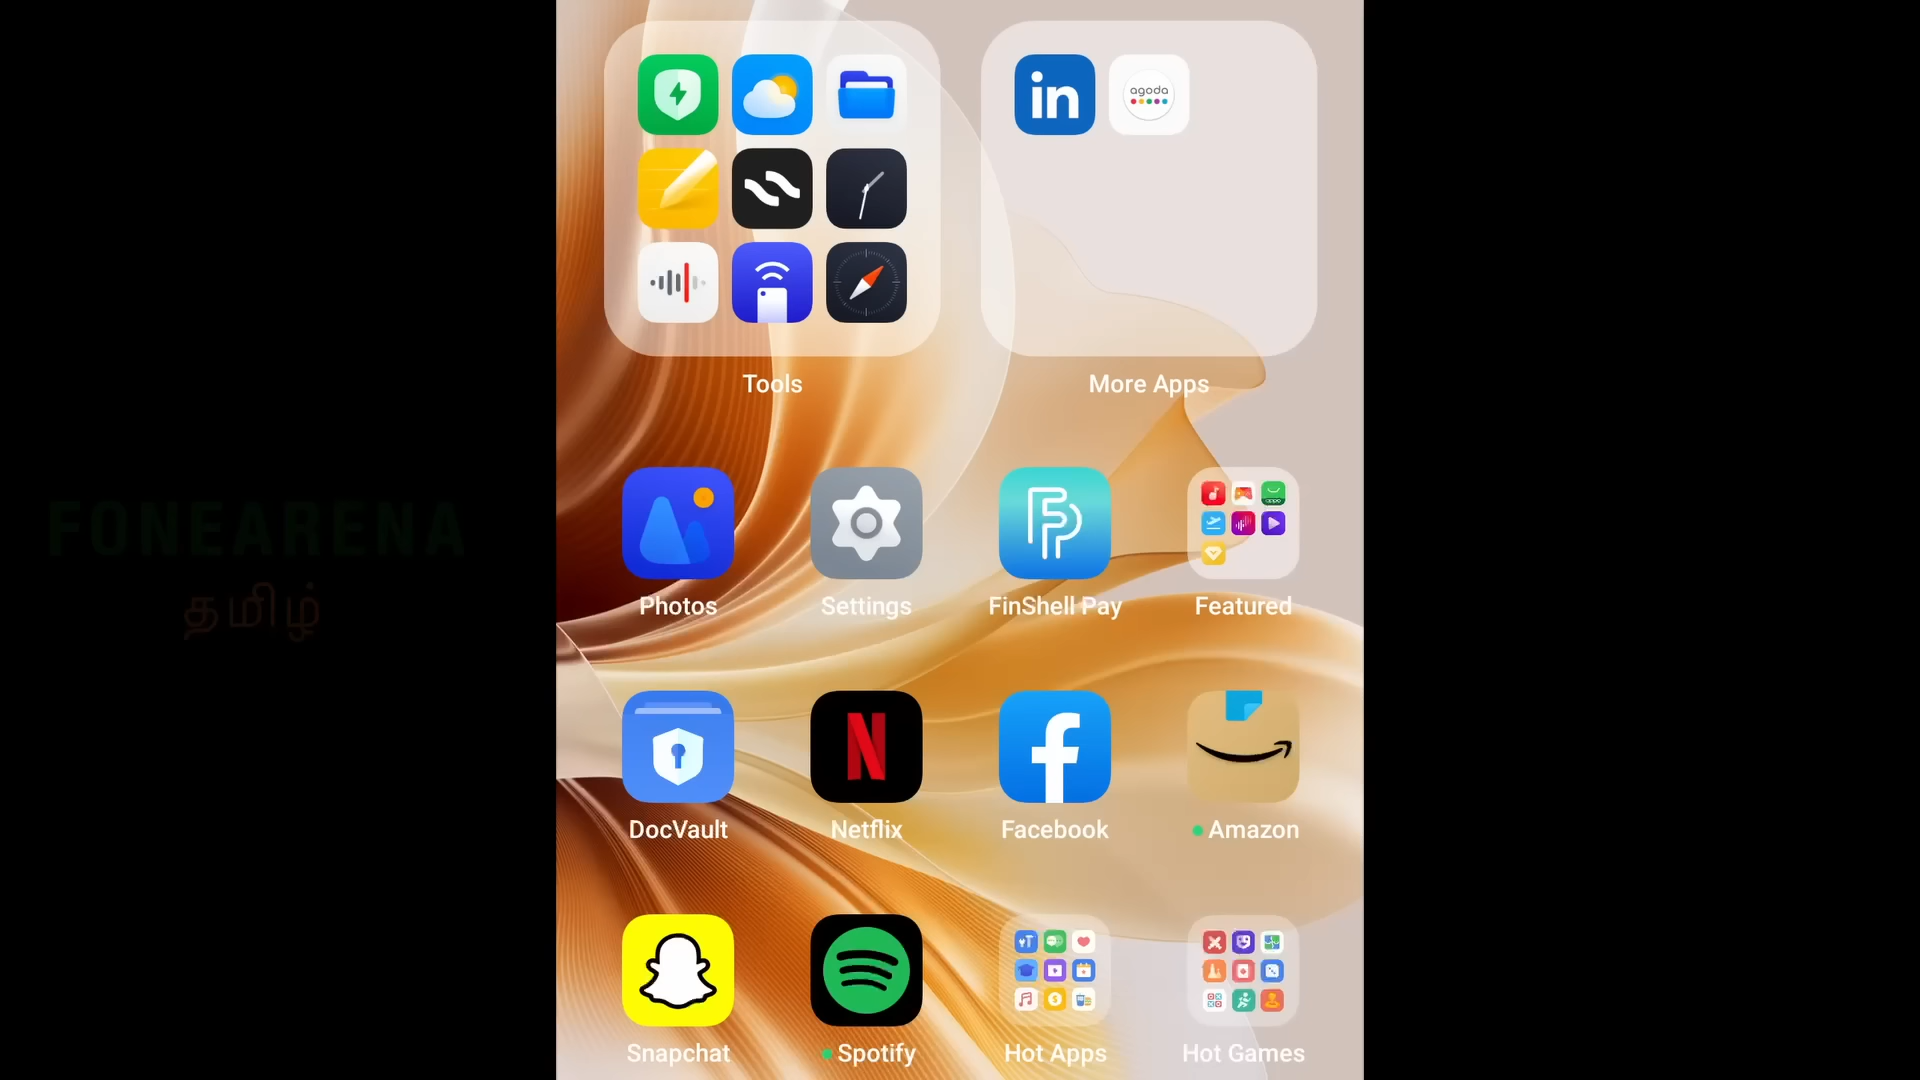 in
agoda
Tools
More Apps
FONEARENA
தமிழ்
Photos
Settings
FinShell Pay
Featured
DocVault
Netflix
Facebook
Amazon
Snapchat
Spotify
Hot Apps
Hot Games